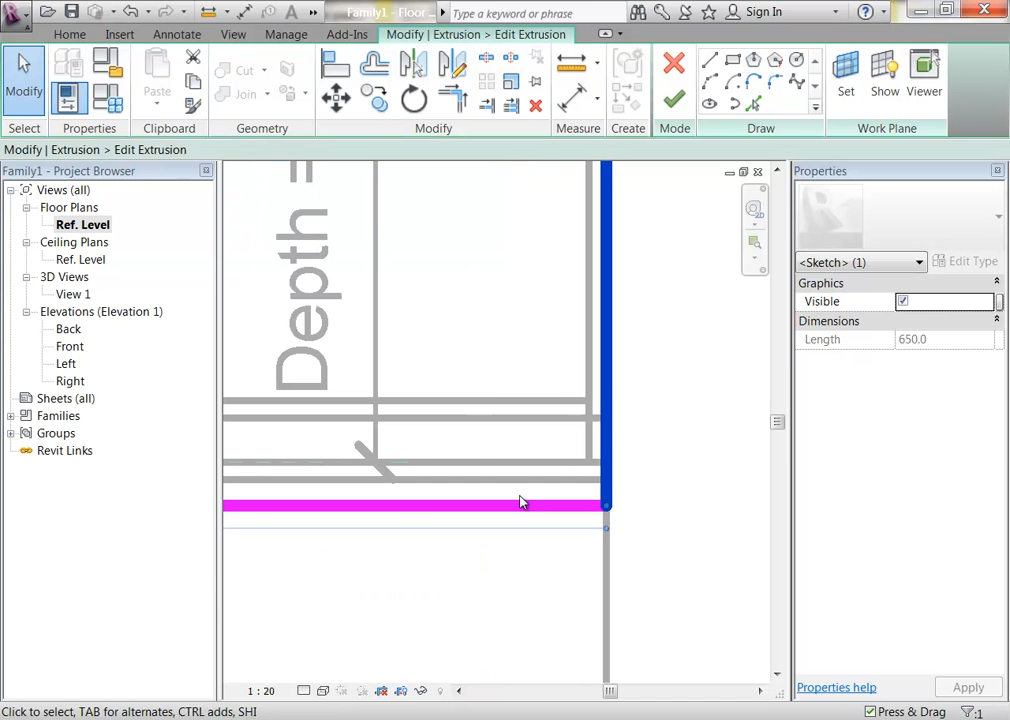 Family1 - Floor ...
Type a keyword or phrase
Sign In
Home
Insert
Annotate
View
Manage
Add-Ins
Modify | Extrusion > Edit Extrusion
Modify
Paste
Cut
Join
Set
Show
Viewer
Select
Properties
Clipboard
Geometry
Modify
Measure
Create
Mode
Draw
Work Plane
Modify | Extrusion > Edit Extrusion
Family1 - Project Browser
Views (all)
Floor Plans
Ref. Level
Ceiling Plans
Ref. Level
3D Views
View 1
Elevations (Elevation 1)
Back
Front
Left
Right
Sheets (all)
Families
Groups
Revit Links
Depth =
2D
Properties
<Sketch> (1)
Edit Type
Graphics
Visible
Dimensions
Length
650.0
Properties help
Apply
1 : 20
Click to select, TAB for alternates, CTRL adds, SHI
Press & Drag
:1